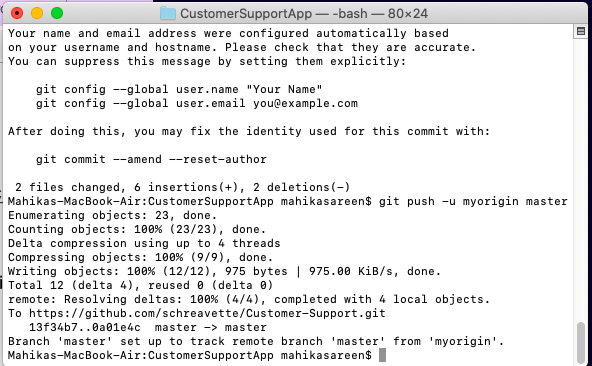 CustomerSupportApp — -bash — 80×24
Your name and email address were configured automatically based
on your username and hostname. Please check that they are accurate.
You can suppress this message by setting them explicitly:
git config --global user.name "Your Name"
git config --global user.email you@example.com
After doing this, you may fix the identity used for this commit with:
git commit --amend --reset-author
2 files changed, 6 insertions(+), 2 deletions(-)
Mahikas-MacBook-Air:CustomerSupportApp mahikasareen$ git push -u myorigin master
Enumerating objects: 23, done.
Counting objects: 100% (23/23), done.
Delta compression using up to 4 threads
Compressing objects: 100% (9/9), done.
Writing objects: 100% (12/12), 975 bytes | 975.00 KiB/s, done.
Total 12 (delta 4), reused 0 (delta 0)
remote: Resolving deltas: 100% (4/4), completed with 4 local objects.
To https://github.com/schreavette/Customer-Support.git
13f34b7..0a01e4c  master -> master
Branch 'master' set up to track remote branch 'master' from 'myorigin'.
Mahikas-MacBook-Air:CustomerSupportApp mahikasareen$